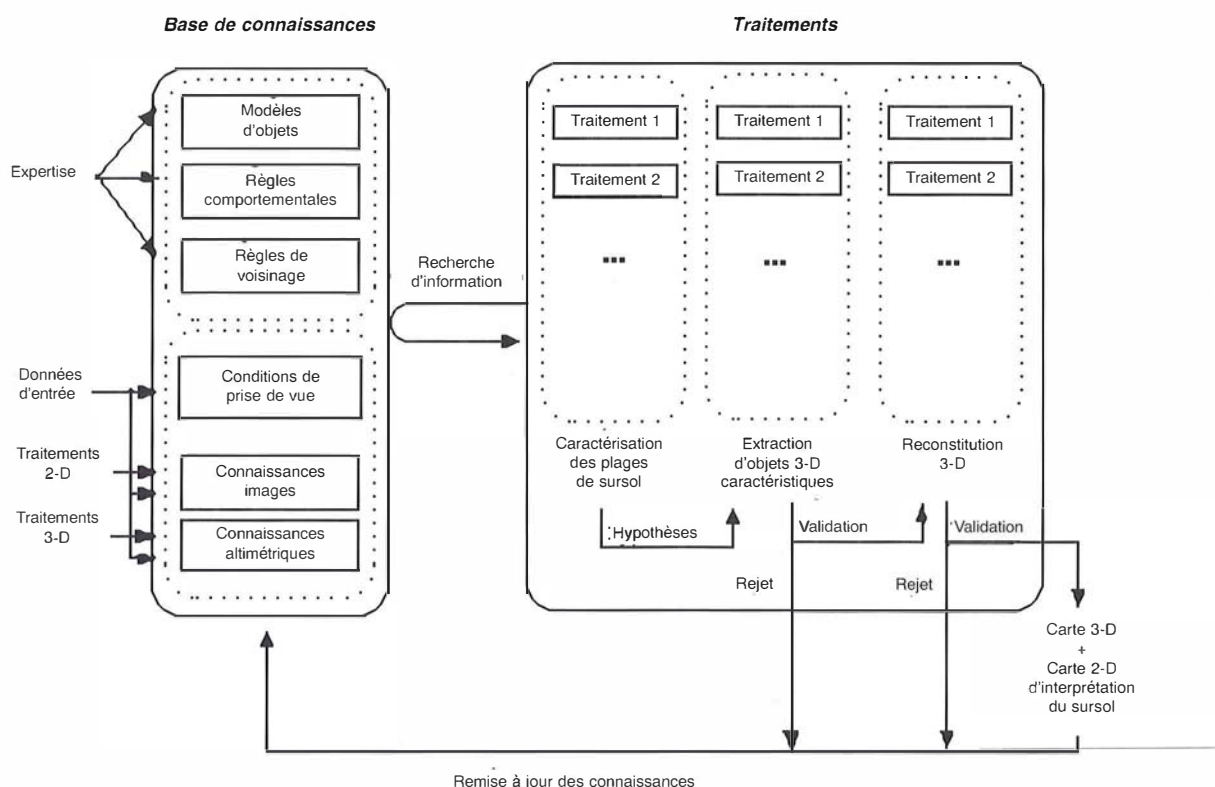 Base de connaissances
Traitements
Modèles
d'objets
Expertise
Règles
comportementales
Règles de
voisinage
Recherche
d'information
Données
d'entrée
Conditions de
prise de vue
Traitements
2-D
Connaissances
images
Traitements
3-D
Connaissances
altimétriques
Traitement 1
Traitement 2
...
Traitement 1
Traitement 2
...
Traitement 1
Traitement 2
...
Caractérisation
des plages
de sursol
Extraction
d'objets 3-D
caractéristiques
Reconstitution
3-D
Hypothèses
Validation
Validation
Rejet
Rejet
Carte 3-D
+
Carte 2-D
d'interprétation
du sursol
Remise à jour des connaissances